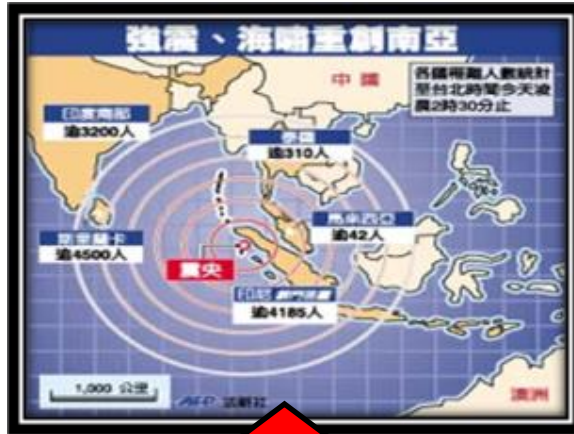 強震、海嘯重創南亞
中國
各國罹難人數統計
至台北時間今天凌
晨2時30分止
印度南部
逾3200人
泰國
逾310人
馬來西亞
逾42人
斯里蘭卡
逾4500人
震央
印尼
逾4185人
1,000 公里
AFP 法新社
澳洲